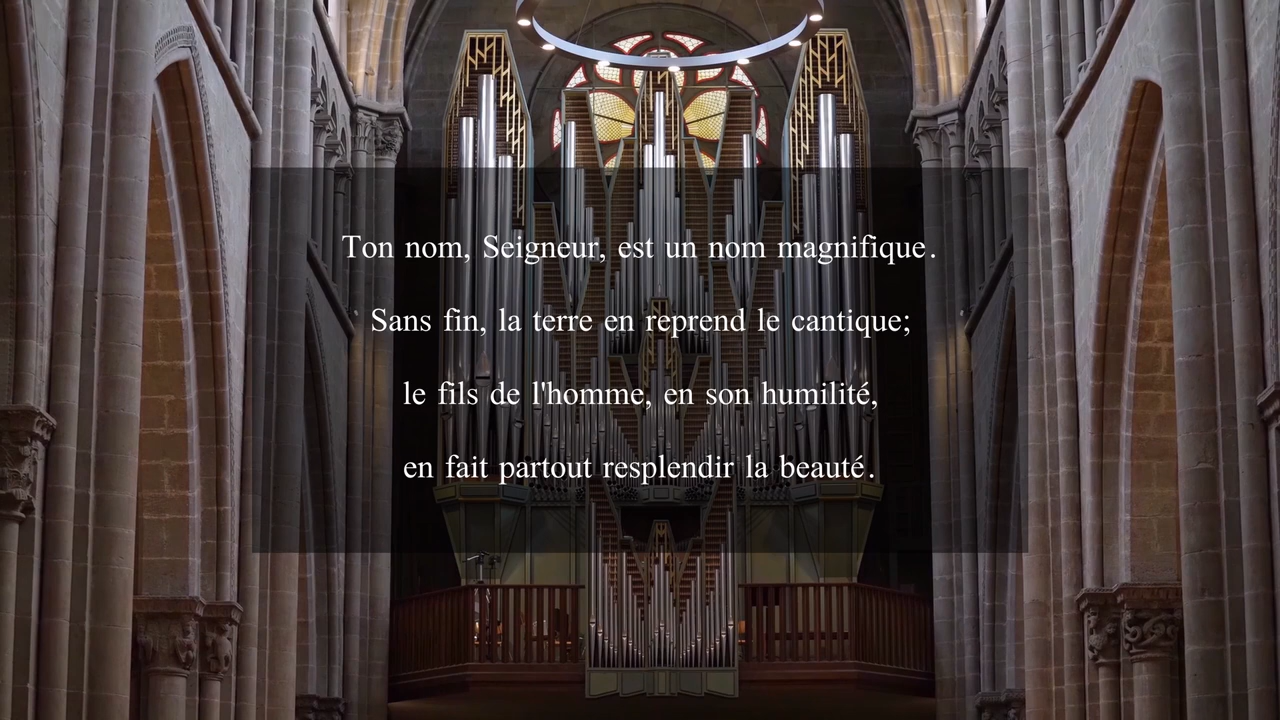 Ton nom, Seigneur, est un nom magnifique.
Sans fin, la terre en reprend le cantique;
le fils de l'homme, en son humilité,
en fait partout resplendir la beauté.